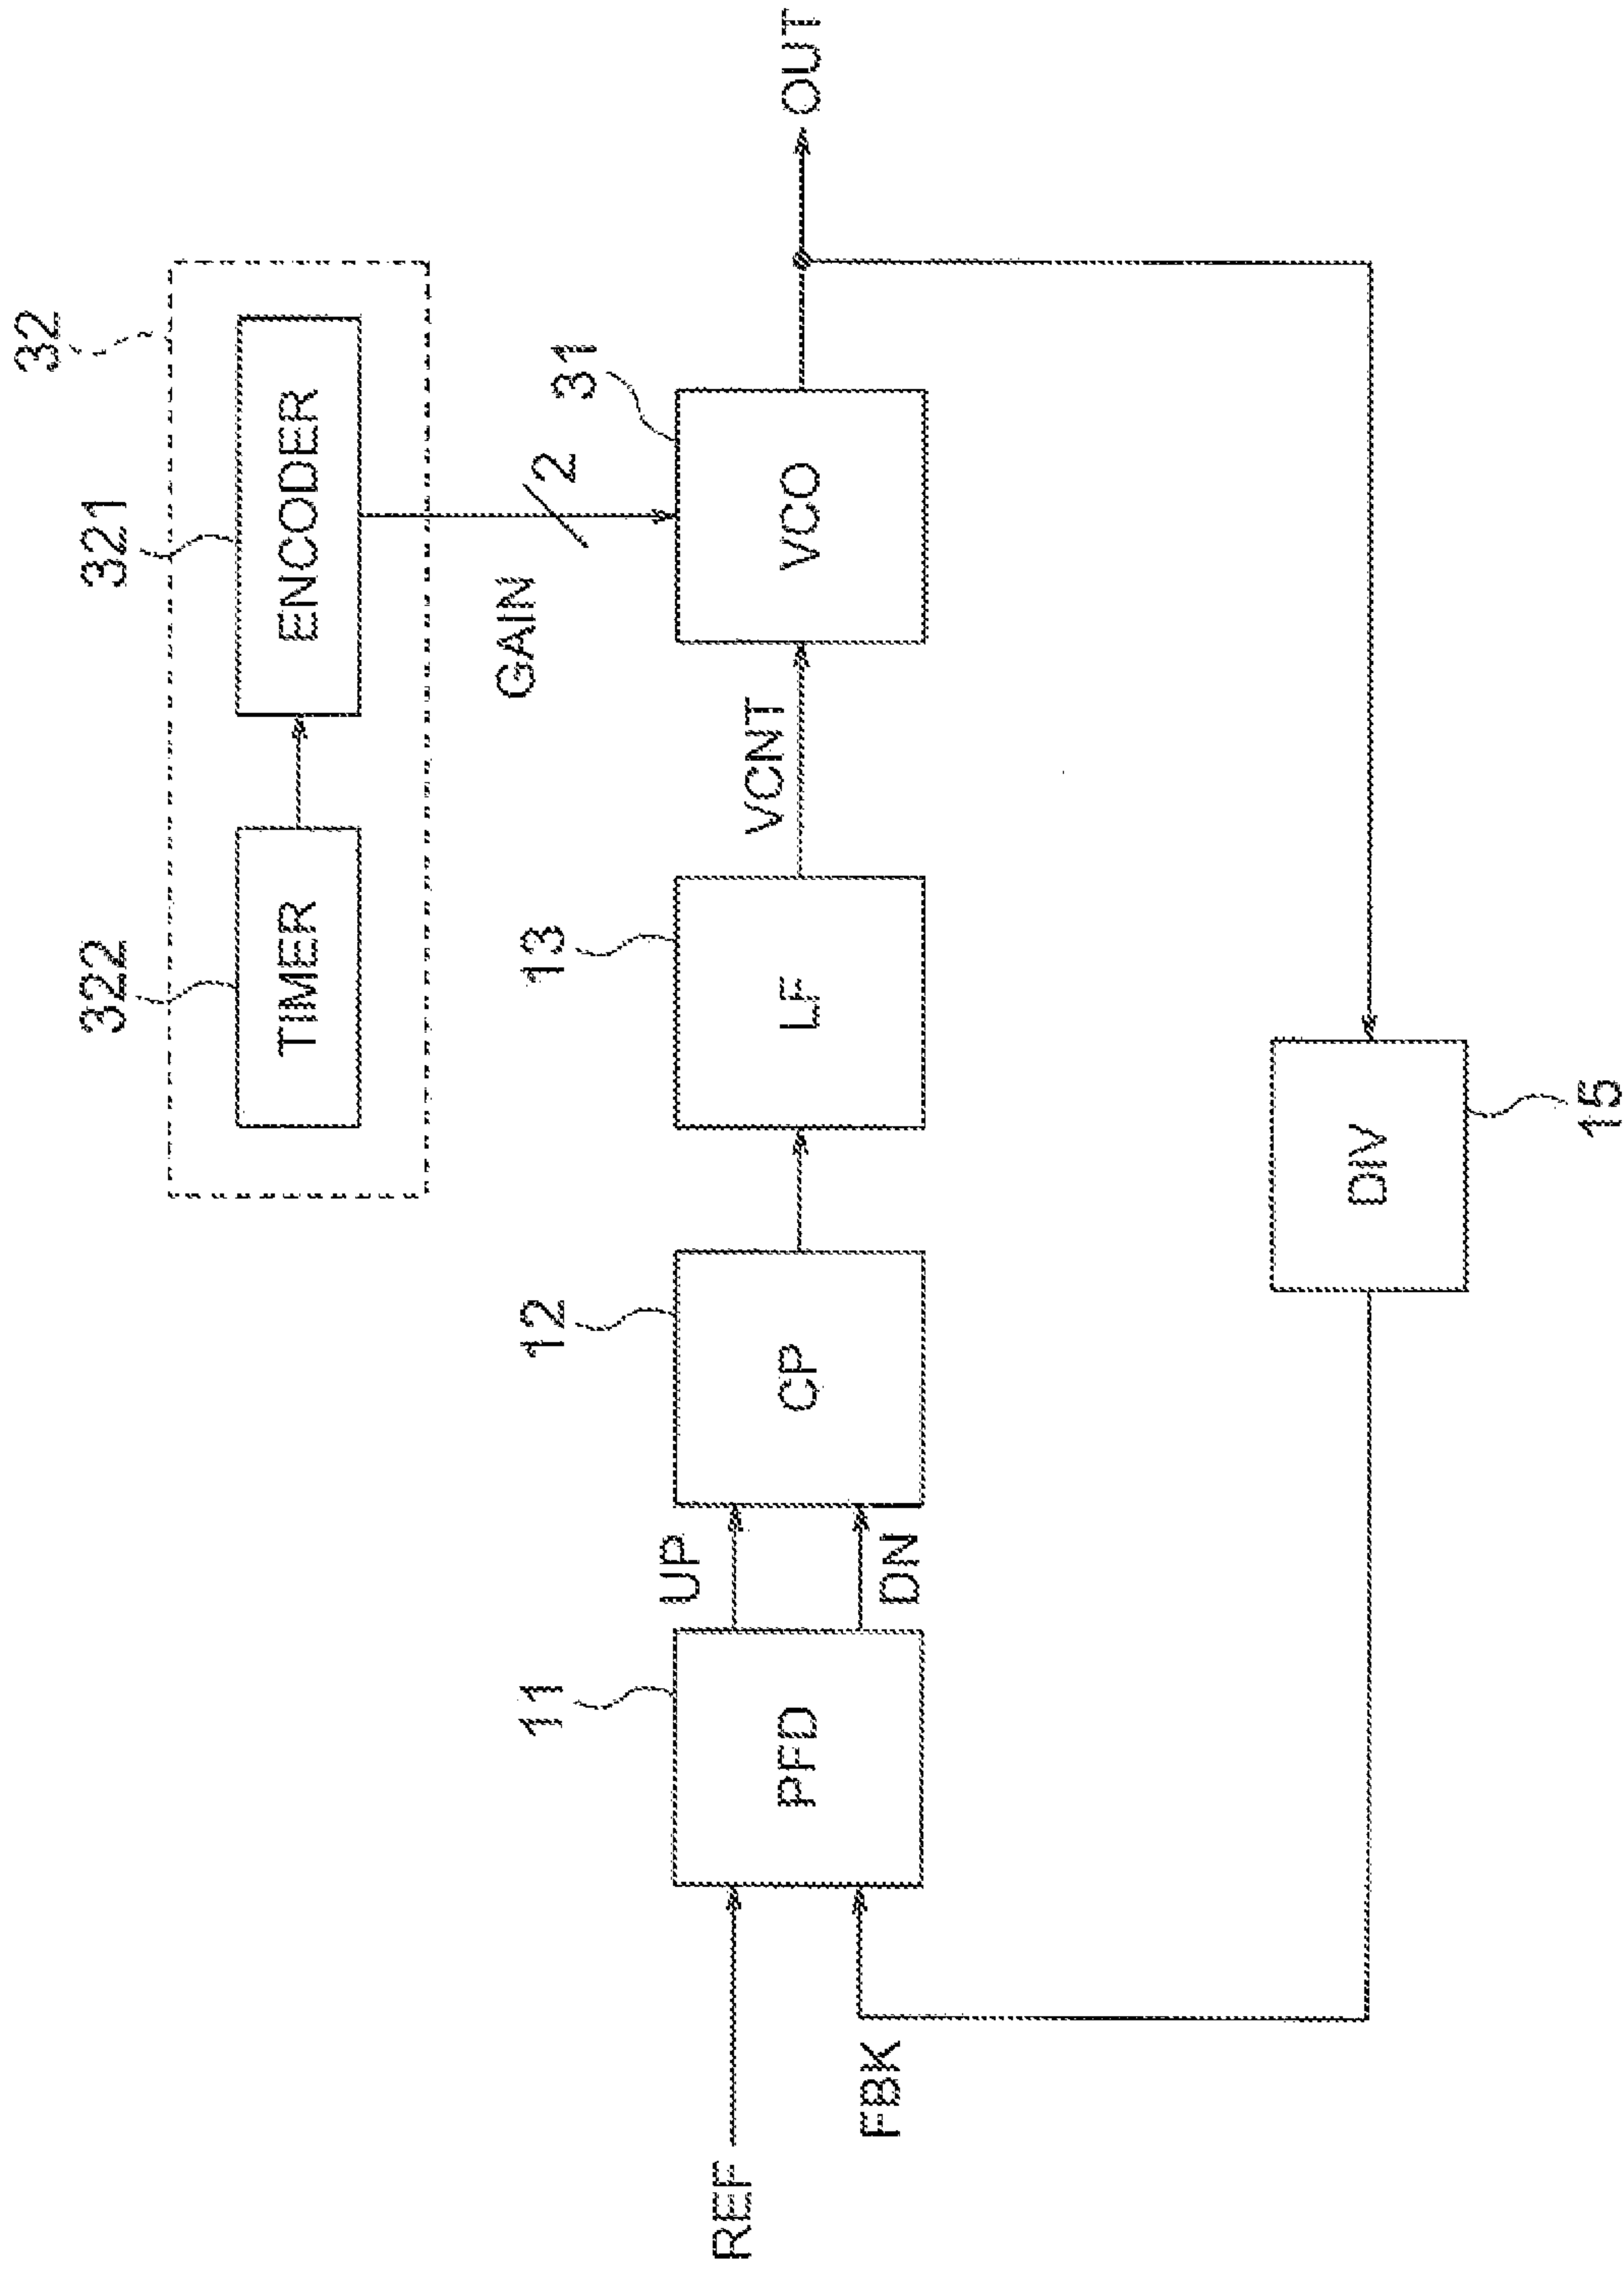 32
322
321
TIMER
ENCODER
GAIN
2
11
12
13
31
REF
UP
VCNT
PFD
CP
LF
VCO
OUT
FBK
DN
DIV
15